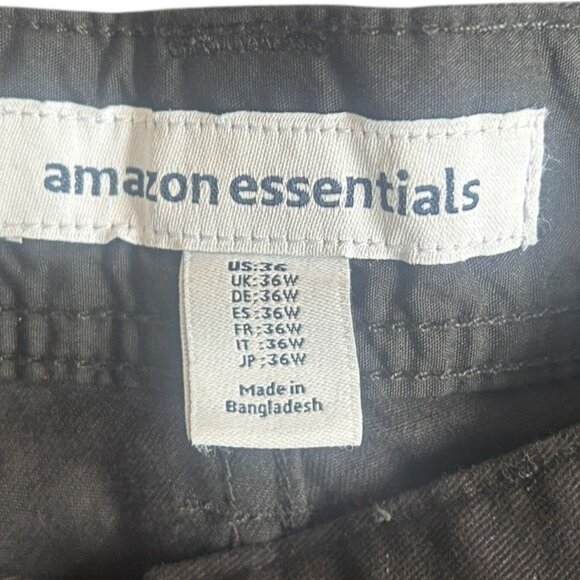 amazon essentials
US:36
UK:36W
DE:36W
ES:36W
FR:36W
IT :36W
JP:36W
Made in
Bangladesh